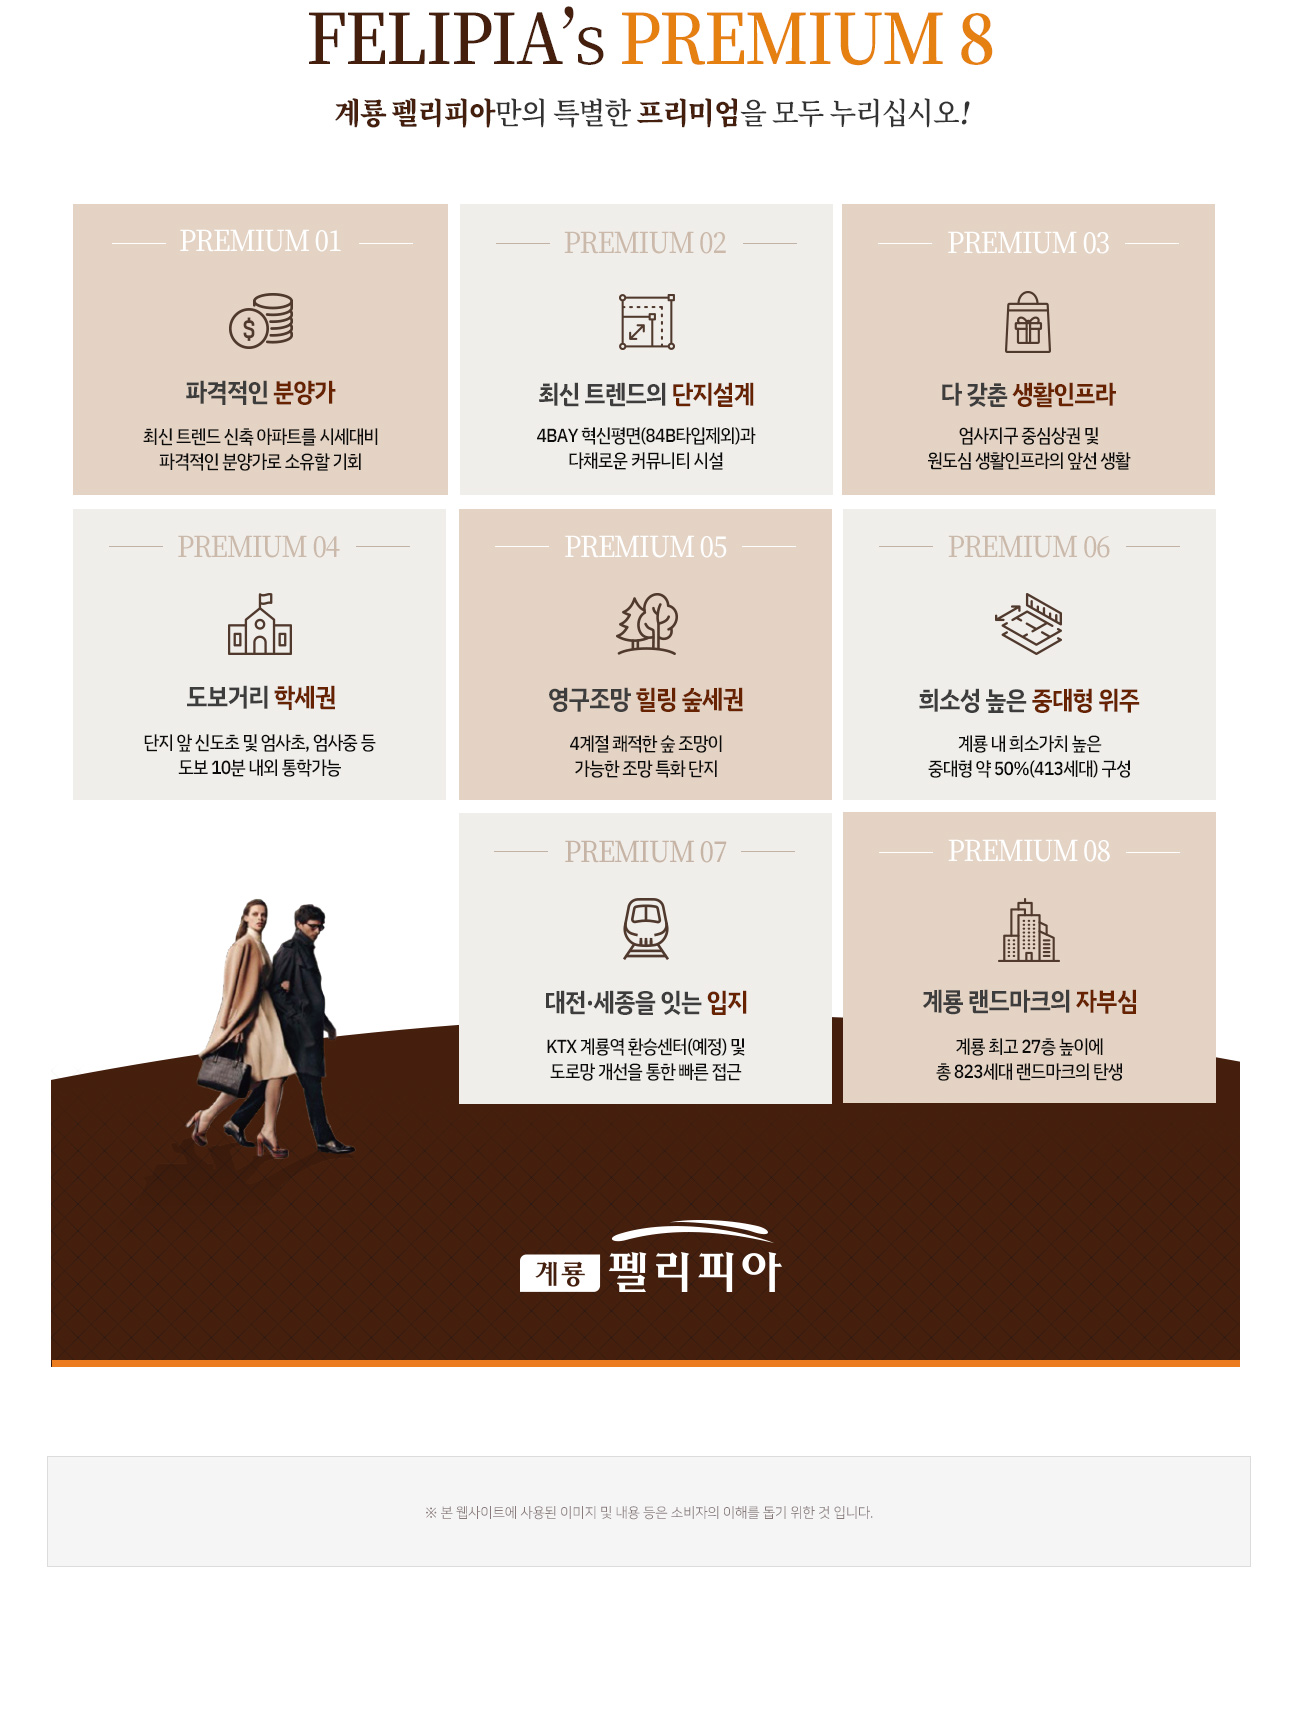 FELIPIA’s PREMIUM 8
계룡 펠리피아만의 특별한 프리미엄을 모두 누리십시오!
PREMIUM 01
$
파격적인 분양가
최신 트렌드 신축 아파트를 시세대비
파격적인 분양가로 소유할 기회
PREMIUM 02
최신 트렌드의 단지설계
4BAY 혁신평면(84B타입제외)과
다채로운 커뮤니티 시설
PREMIUM 03
다 갖춘 생활인프라
엄사지구 중심상권 및
원도심 생활인프라의 앞선 생활
PREMIUM 04
도보거리 학세권
단지 앞 신도초 및 엄사초, 엄사중 등
도보 10분 내외 통학가능
PREMIUM 05
영구조망 힐링 숲세권
4계절 쾌적한 숲 조망이
가능한 조망 특화 단지
PREMIUM 06
희소성 높은 중대형 위주
계룡 내 희소가치 높은
중대형 약 50%(413세대) 구성
PREMIUM 07
대전·세종을 잇는 입지
KTX 계룡역 환승센터(예정) 및
도로망 개선을 통한 빠른 접근
PREMIUM 08
계룡 랜드마크의 자부심
계룡 최고 27층 높이에
총 823세대 랜드마크의 탄생
계룡 펠리피아
※ 본 웹사이트에 사용된 이미지 및 내용 등은 소비자의 이해를 돕기 위한 것 입니다.